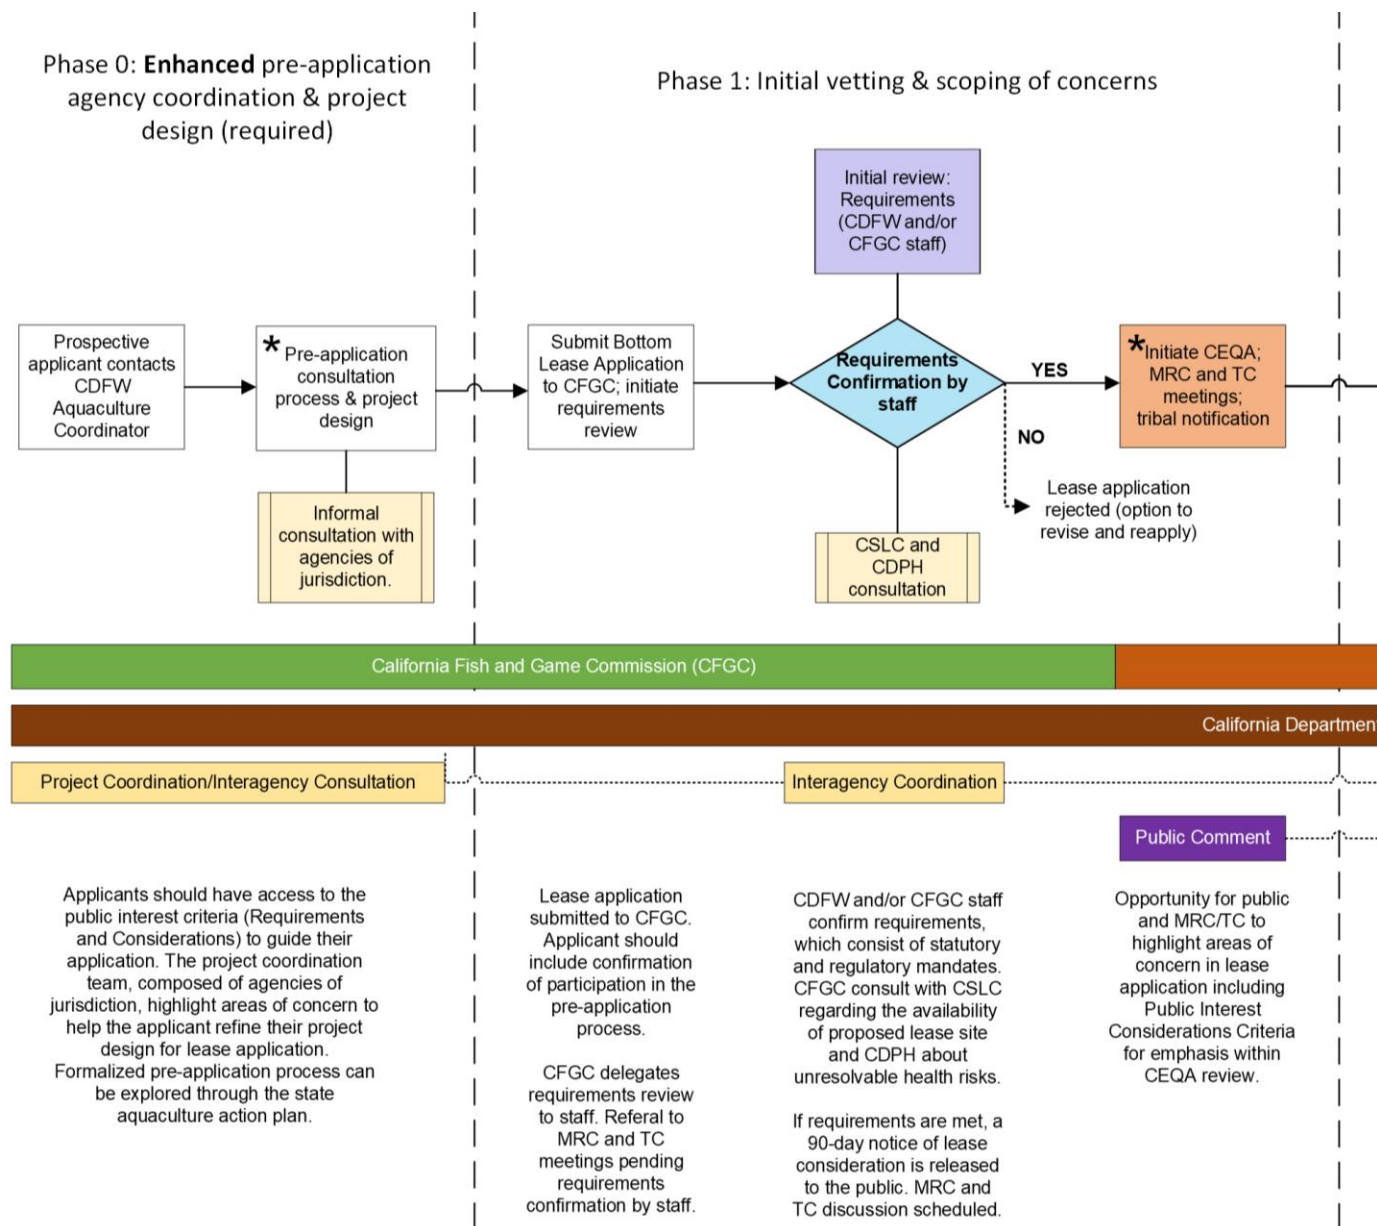 Phase 0: Enhanced pre-application
agency coordination & project
design (required)
Phase 1: Initial vetting & scoping of concerns
Initial review:
Requirements
(CDFW and/or
CFGC staff)
Prospective
applicant contacts
CDFW
Aquaculture
Coordinator
*
Pre-application
consultation
process & project
design
Submit Bottom
Lease Application
to CFGC; initiate
requirements
review
Requirements
Confirmation by
staff
YES
NO
*
Initiate CEQA;
MRC and TC
meetings;
tribal notification
Lease application
rejected (option to
revise and reapply)
Informal
consultation with
agencies of
jurisdiction.
CSLC and
CDPH
consultation
California Fish and Game Commission (CFGC)
California Department
Project Coordination/Interagency Consultation
Interagency Coordination
Public Comment
Applicants should have access to the
public interest criteria (Requirements
and Considerations) to guide their
application. The project coordination
team, composed of agencies of
jurisdiction, highlight areas of concern to
help the applicant refine their project
design for lease application.
Formalized pre-application process can
be explored through the state
aquaculture action plan.
Lease application
submitted to CFGC.
Applicant should
include confirmation
of participation in the
pre-application
process.
CFGC delegates
requirements review
to staff. Referal to
MRC and TC
meetings pending
requirements
confirmation by staff.
CDFW and/or CFGC staff
confirm requirements,
which consist of statutory
and regulatory mandates.
CFGC consult with CSLC
regarding the availability
of proposed lease site
and CDPH about
unresolvable health risks.
If requirements are met, a
90-day notice of lease
consideration is released
to the public. MRC and
TC discussion scheduled.
Opportunity for public
and MRC/TC to
highlight areas of
concern in lease
application including
Public Interest
Considerations Criteria
for emphasis within
CEQA review.